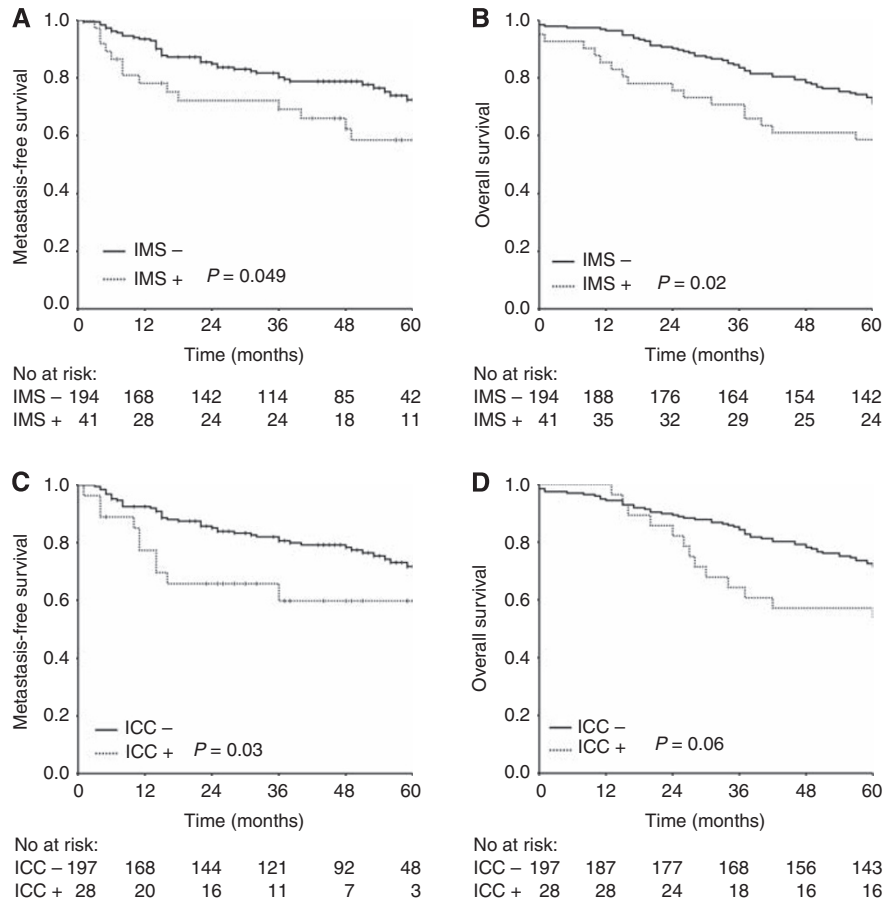 A
Metastasis-free survival
1.0
0.8
0.6
0.4
0.2
0.0
IMS –
IMS + P = 0.049
0 12 24 36 48 60
Time (months)
No at risk:
IMS – 194 168 142 114 85 42
IMS + 41 28 24 24 18 11
B
Overall survival
1.0
0.8
0.6
0.4
0.2
0.0
IMS –
IMS + P = 0.02
0 12 24 36 48 60
Time (months)
No at risk:
IMS – 194 188 176 164 154 142
IMS + 41 35 32 29 25 24
C
Metastasis-free survival
1.0
0.8
0.6
0.4
0.2
0.0
ICC –
ICC + P = 0.03
0 12 24 36 48 60
Time (months)
No at risk:
ICC – 197 168 144 121 92 48
ICC + 28 20 16 11 7 3
D
Overall survival
1.0
0.8
0.6
0.4
0.2
0.0
ICC –
ICC + P = 0.06
0 12 24 36 48 60
Time (months)
No at risk:
ICC – 197 187 177 168 156 143
ICC + 28 28 24 18 16 16